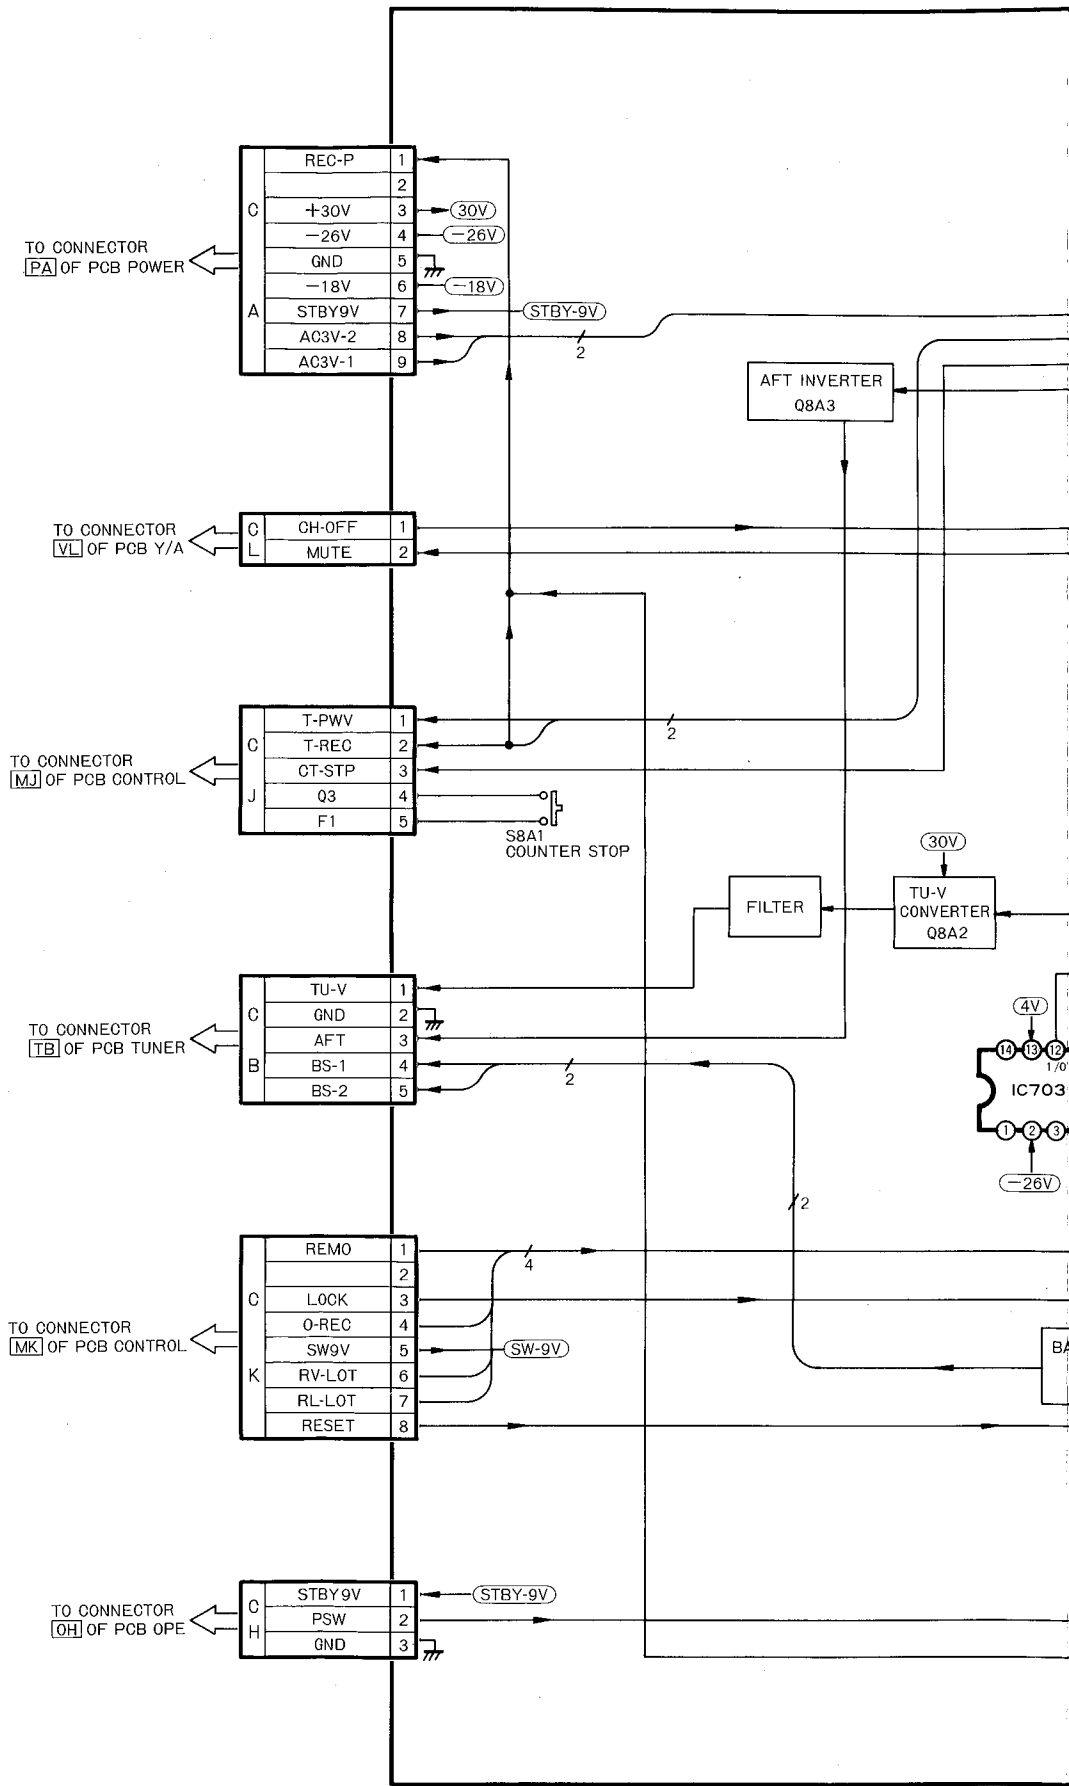 TO CONNECTOR
PA OF PCB POWER
C A
REC-P 1
2
+30V 3
−26V 4
GND 5
−18V 6
STBY9V 7
AC3V-2 8
AC3V-1 9
30V
−26V
−18V
STBY-9V
2
AFT INVERTER
Q8A3
TO CONNECTOR
VL OF PCB Y/A
C L
CH-OFF 1
MUTE 2
TO CONNECTOR
MJ OF PCB CONTROL
C J
T-PWV 1
T-REC 2
CT-STP 3
Q3 4
F1 5
2
S8A1
COUNTER STOP
30V
FILTER
TU-V
CONVERTER
Q8A2
TO CONNECTOR
TB OF PCB TUNER
C B
TU-V 1
GND 2
AFT 3
BS-1 4
BS-2 5
2
4V
14 13 12
1/0
IC703
1 2 3
−26V
2
TO CONNECTOR
MK OF PCB CONTROL
C K
REMO 1
2
LOCK 3
O-REC 4
SW9V 5
RV-LOT 6
RL-LOT 7
RESET 8
4
SW-9V
BA
TO CONNECTOR
OH OF PCB OPE
C H
STBY9V 1
PSW 2
GND 3
STBY-9V